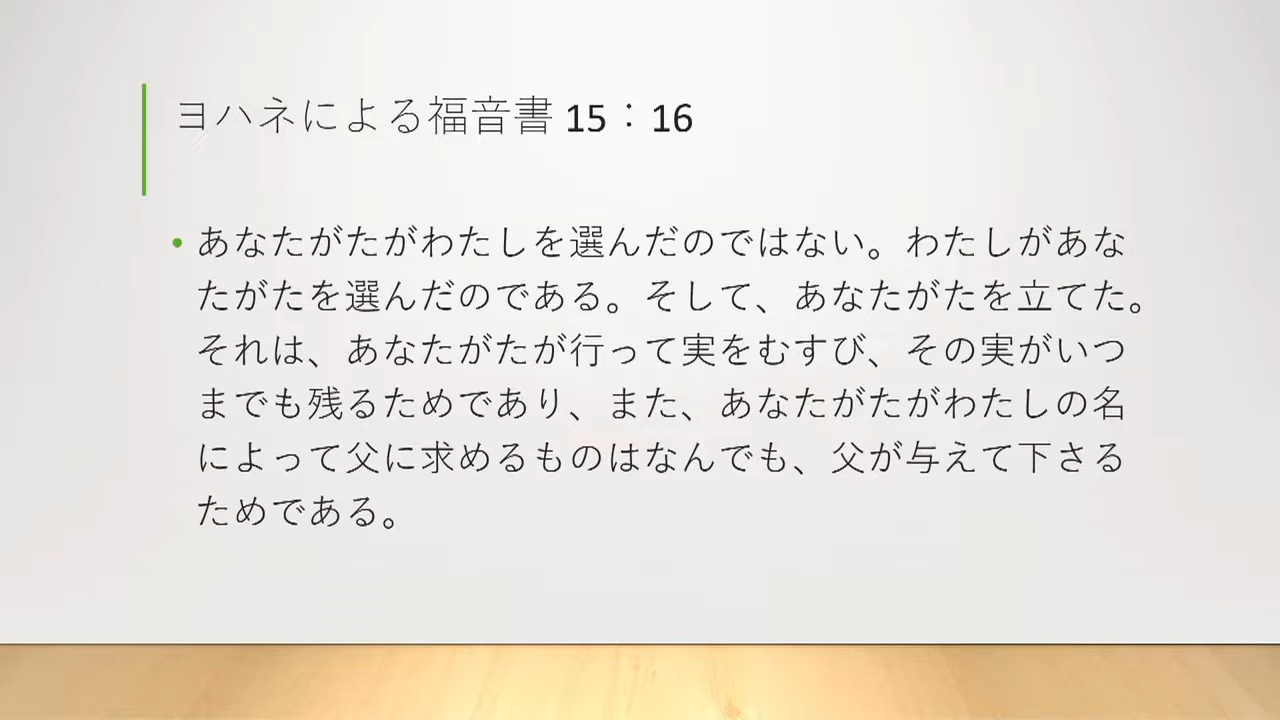 ヨハネによる福音書 15：16
• あなたがたがわたしを選んだのではない。わたしがあな
たがたを選んだのである。そして、あなたがたを立てた。
それは、あなたがたが行って実をむすび、その実がいつ
までも残るためであり、また、あなたがたがわたしの名
によって父に求めるものはなんでも、父が与えて下さる
ためである。